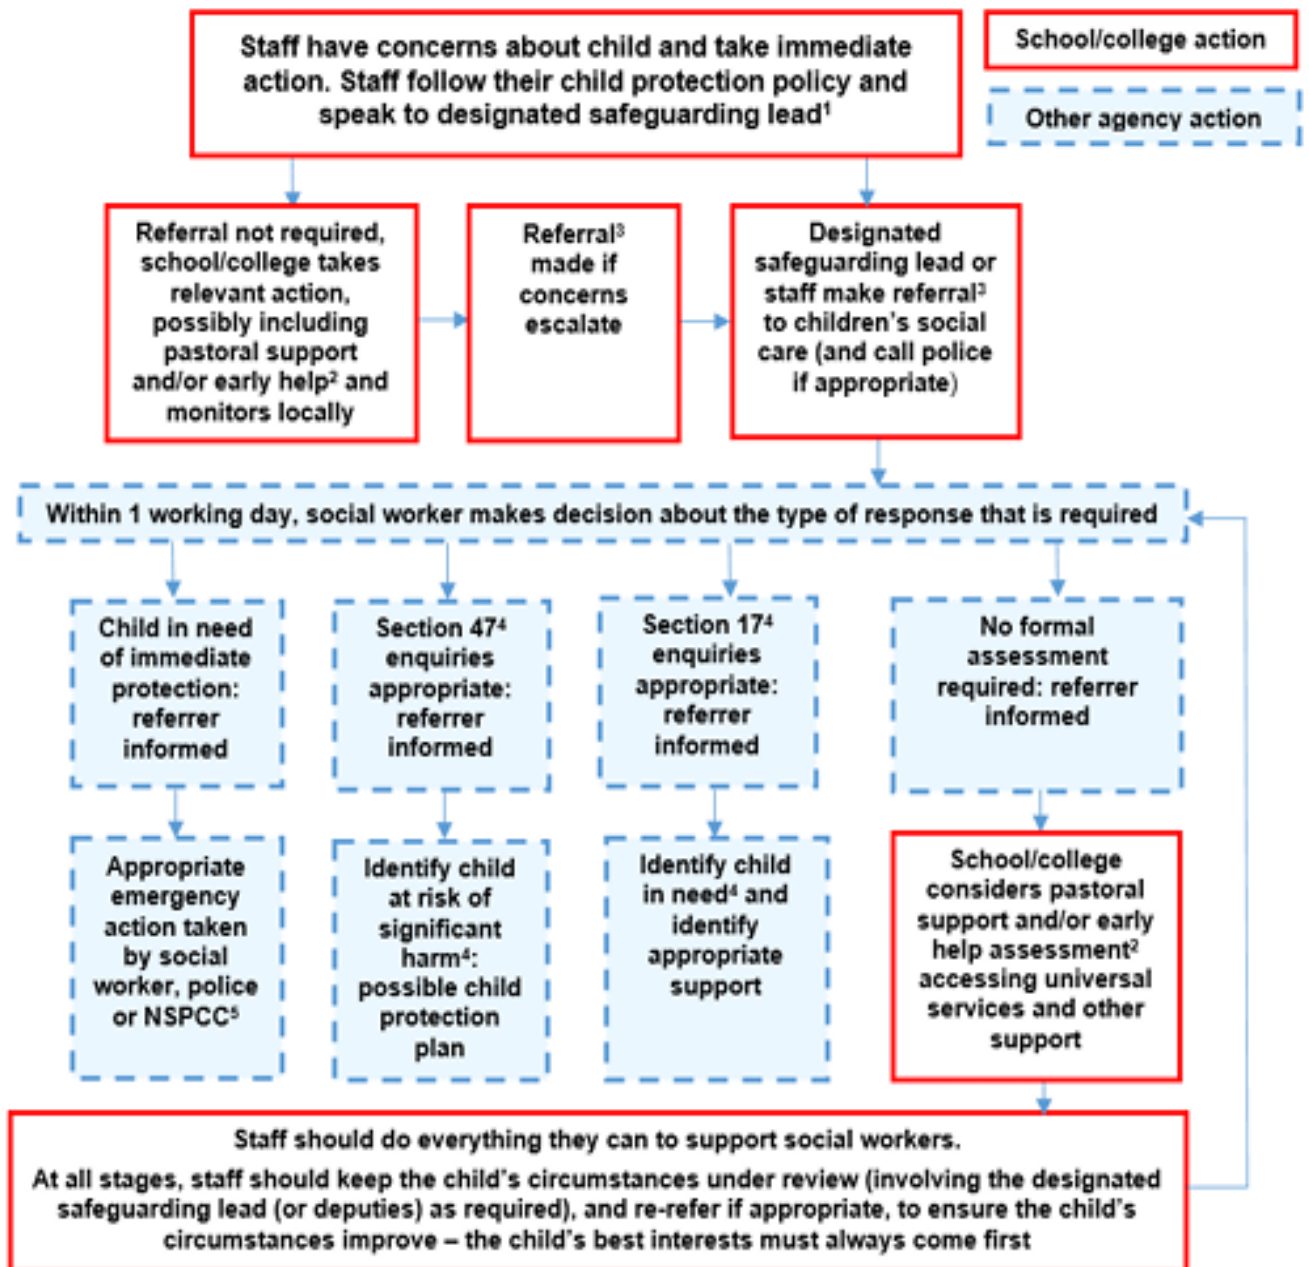 Staff have concerns about child and take immediate
action. Staff follow their child protection policy and
speak to designated safeguarding lead¹
School/college action
Other agency action
Referral not required,
school/college takes
relevant action,
possibly including
pastoral support
and/or early help² and
monitors locally
Referral³
made if
concerns
escalate
Designated
safeguarding lead or
staff make referral³
to children's social
care (and call police
if appropriate)
Within 1 working day, social worker makes decision about the type of response that is required
Child in need
of immediate
protection:
referrer
informed
Section 47⁴
enquiries
appropriate:
referrer
informed
Section 17⁴
enquiries
appropriate:
referrer
informed
No formal
assessment
required: referrer
informed
Appropriate
emergency
action taken
by social
worker, police
or NSPCC⁵
Identify child
at risk of
significant
harm⁴:
possible child
protection
plan
Identify child
in need⁴ and
identify
appropriate
support
School/college
considers pastoral
support and/or early
help assessment²
accessing universal
services and other
support
Staff should do everything they can to support social workers.
At all stages, staff should keep the child's circumstances under review (involving the designated
safeguarding lead (or deputies) as required), and re-refer if appropriate, to ensure the child's
circumstances improve – the child's best interests must always come first